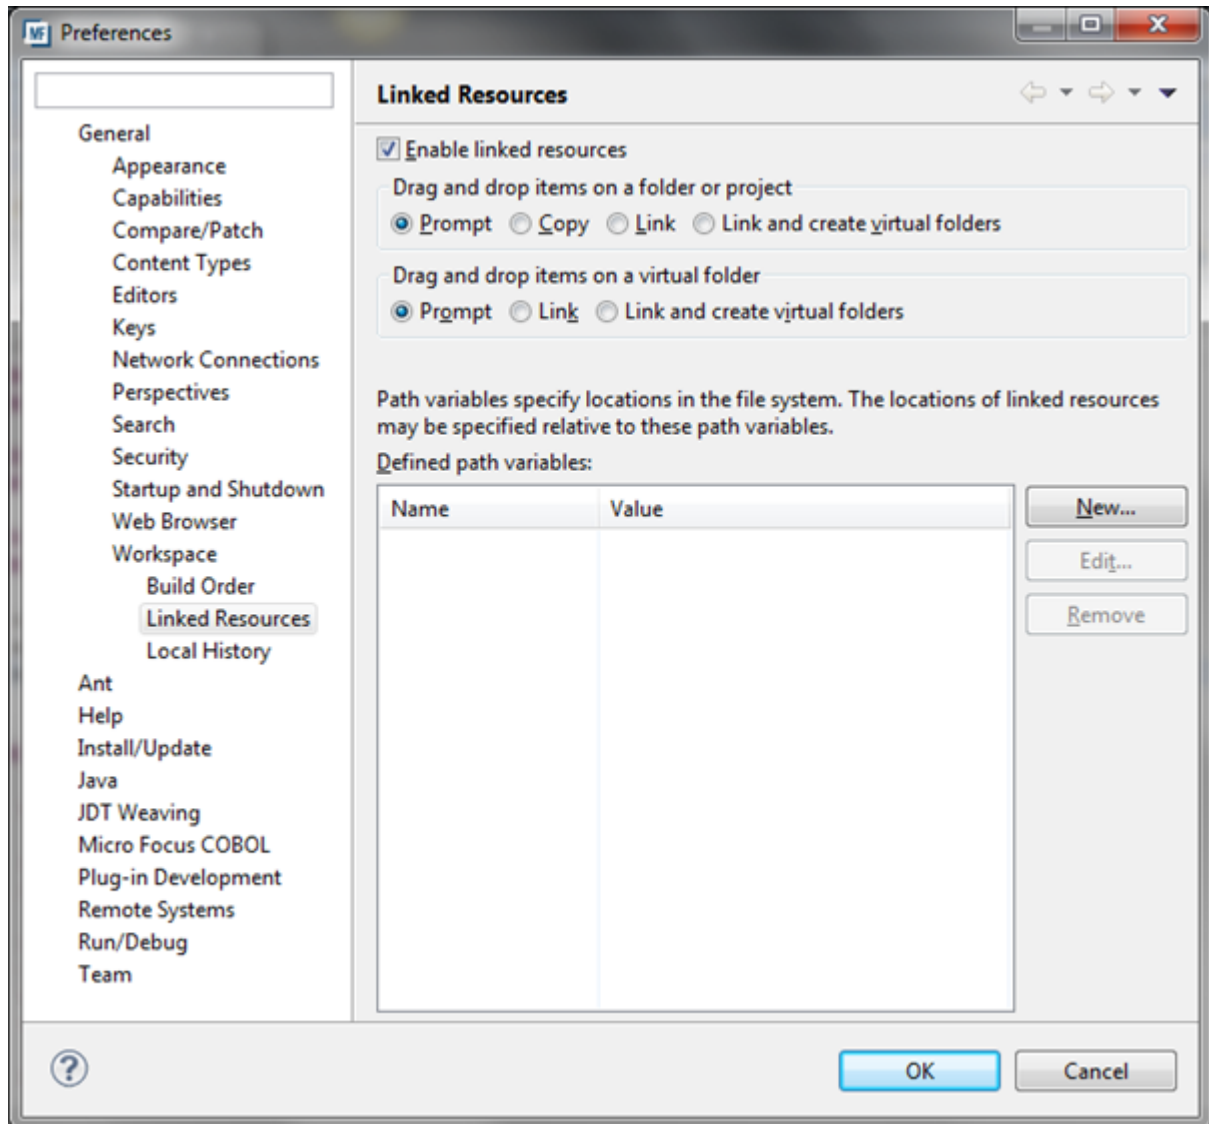 Preferences
General
Appearance
Capabilities
Compare/Patch
Content Types
Editors
Keys
Network Connections
Perspectives
Search
Security
Startup and Shutdown
Web Browser
Workspace
Build Order
Linked Resources
Local History
Ant
Help
Install/Update
Java
JDT Weaving
Micro Focus COBOL
Plug-in Development
Remote Systems
Run/Debug
Team
Linked Resources
Enable linked resources
Drag and drop items on a folder or project
Prompt Copy Link Link and create virtual folders
Drag and drop items on a virtual folder
Prompt Link Link and create virtual folders
Path variables specify locations in the file system. The locations of linked resources
may be specified relative to these path variables.
Defined path variables:
Name Value
New...
Edit...
Remove
OK Cancel